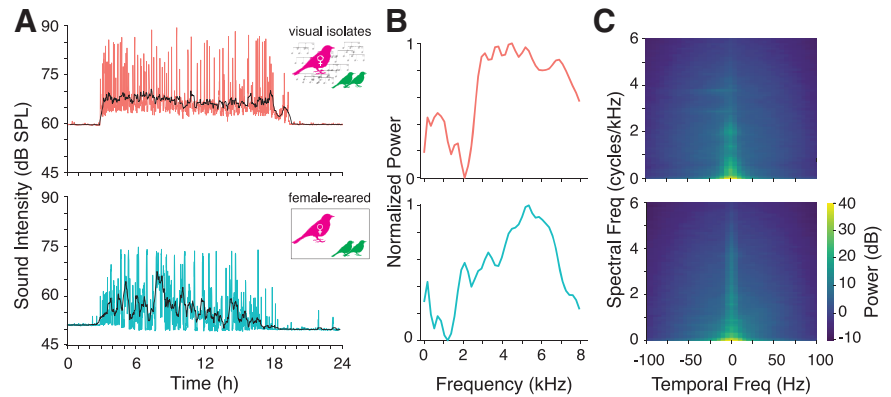 A
B
C
visual isolates
90
75
60
45
Sound Intensity (dB SPL)
female-reared
90
75
60
45
0 6 12 18 24
Time (h)
1
0
1
0
Normalized Power
0 2 4 6 8
Frequency (kHz)
6
4
2
0
6
4
2
0
Spectral Freq (cycles/kHz)
-100 -50 0 50 100
Temporal Freq (Hz)
40
30
20
10
0
-10
Power (dB)